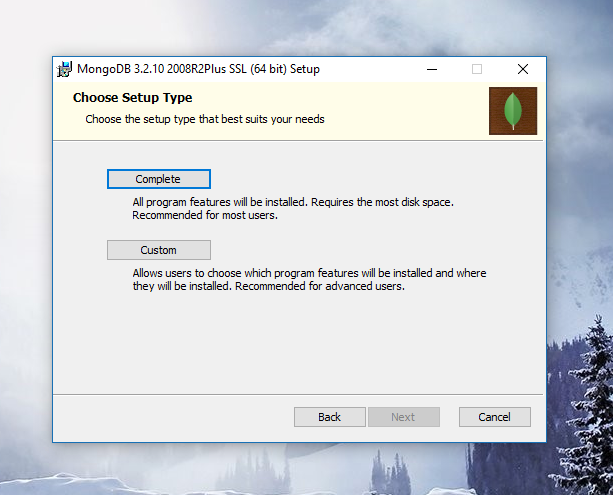 MongoDB 3.2.10 2008R2Plus SSL (64 bit) Setup
Choose Setup Type
Choose the setup type that best suits your needs
Complete
All program features will be installed. Requires the most disk space.
Recommended for most users.
Custom
Allows users to choose which program features will be installed and where
they will be installed. Recommended for advanced users.
Back
Next
Cancel